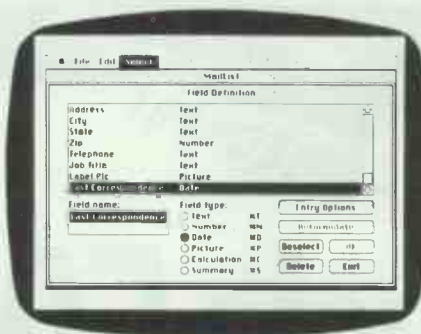 File Edit Select
MailList
Field Definition
Address Text
City Text
State Text
Zip Number
Telephone Text
Job Title Text
Label Pic Picture
Last Correspondence Date
Field name:
Last Correspondence
Field type:
Text ⌘T
Number ⌘N
Date ⌘D
Picture ⌘P
Calculation ⌘C
Summary ⌘S
Entry Options
Deselect
Delete Exit